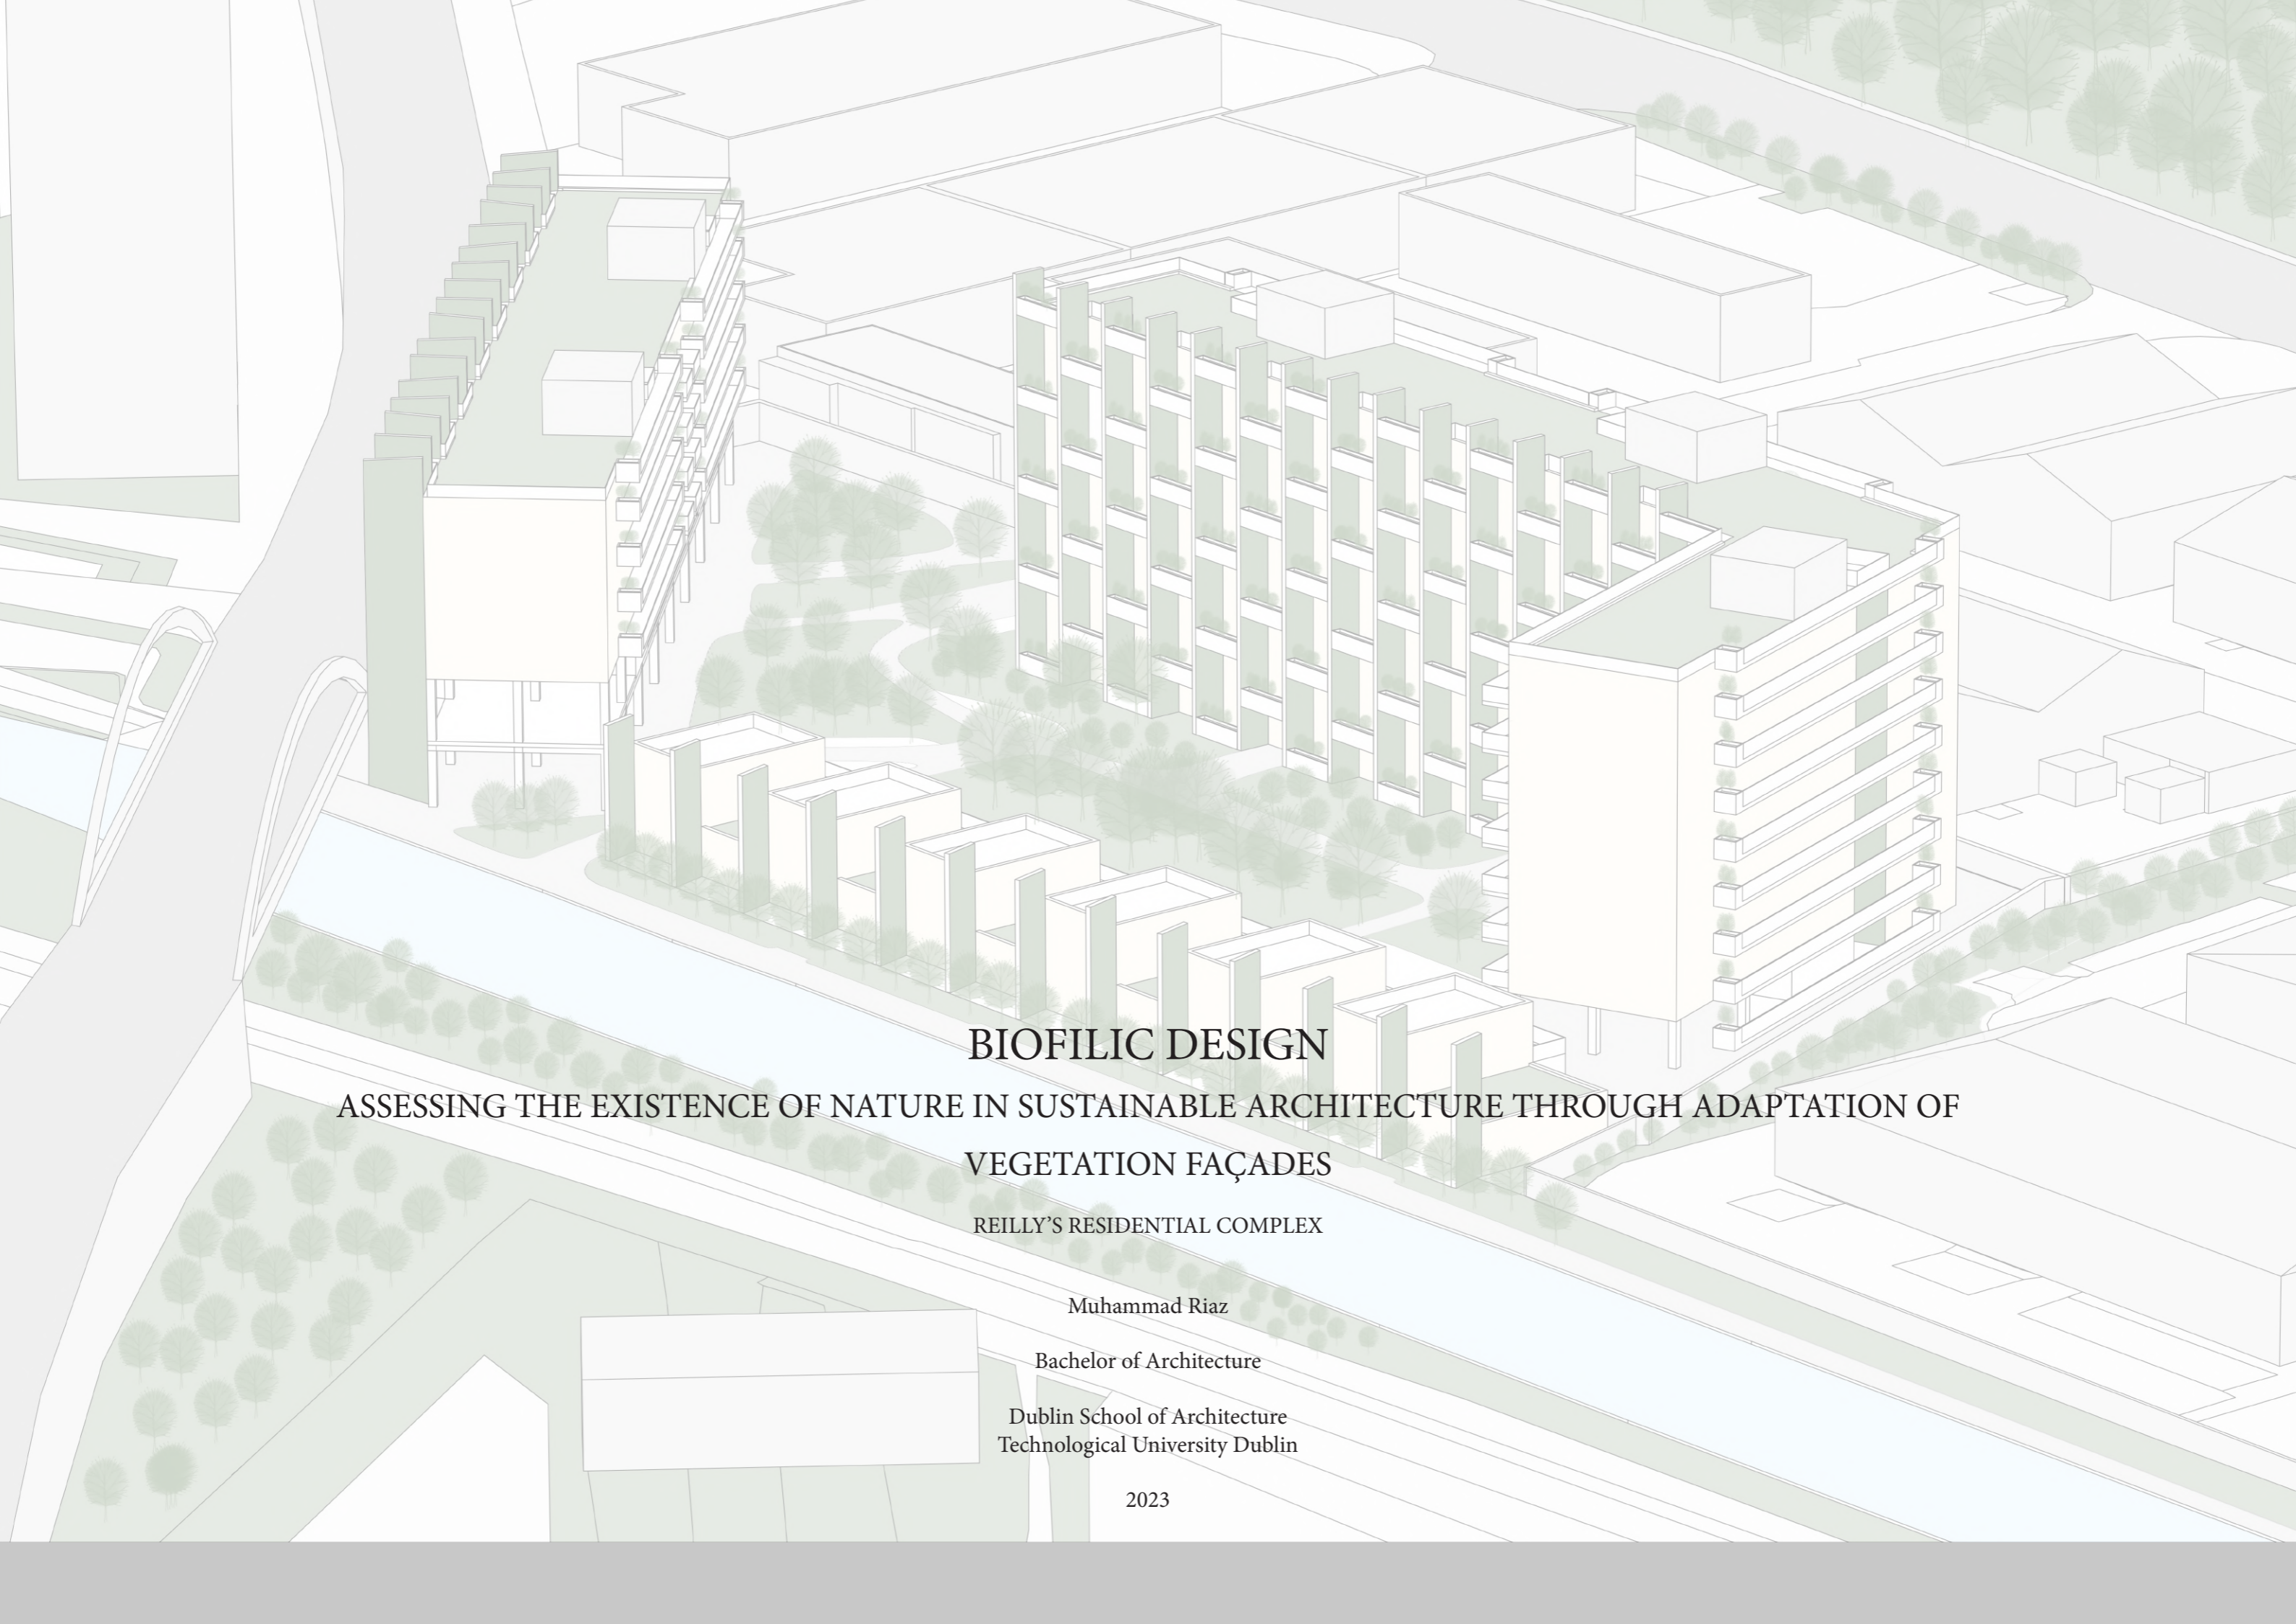 BIOFILIC DESIGN
ASSESSING THE EXISTENCE OF NATURE IN SUSTAINABLE ARCHITECTURE THROUGH ADAPTATION OF
VEGETATION FAÇADES
REILLY’S RESIDENTIAL COMPLEX
Muhammad Riaz
Bachelor of Architecture
Dublin School of Architecture
Technological University Dublin
2023